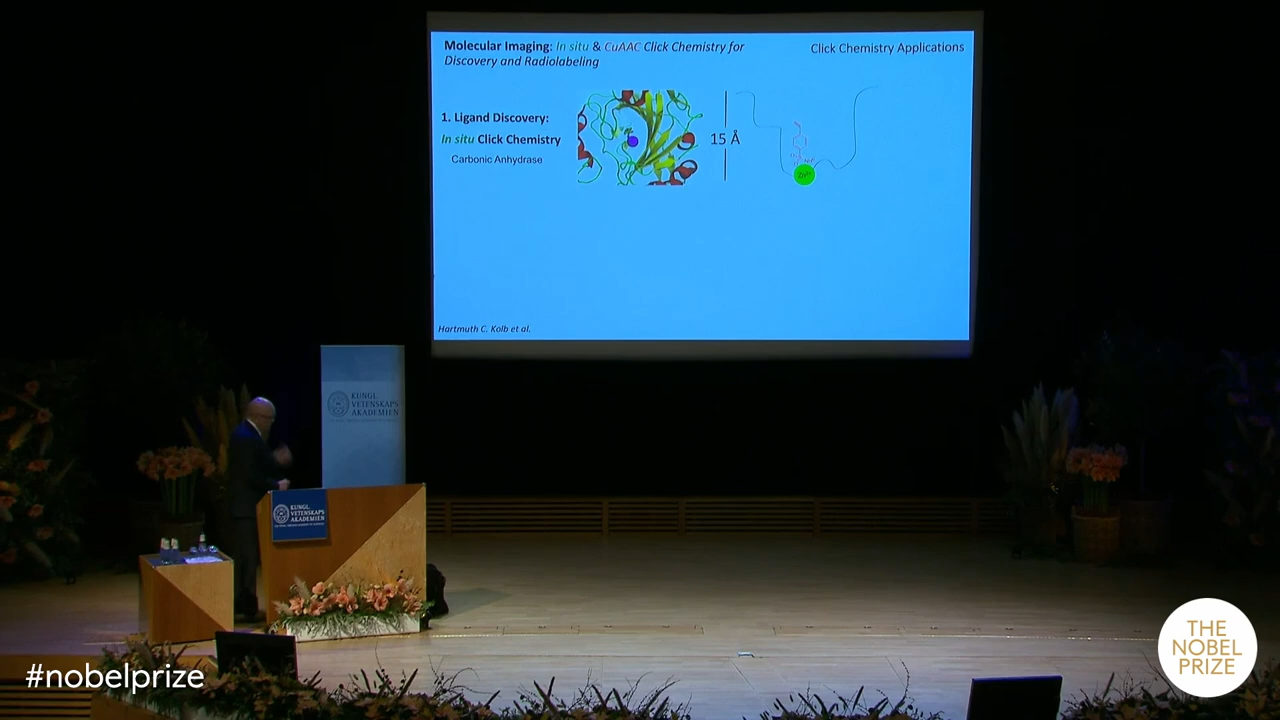 Molecular Imaging: In situ & CuAAC Click Chemistry for
Discovery and Radiolabeling
Click Chemistry Applications
1. Ligand Discovery:
In situ Click Chemistry
Carbonic Anhydrase
15 Å
Hartmuth C. Kolb et al.
KUNGL.
VETENSKAPS
AKADEMIEN
KUNGL.
VETENSKAPS
AKADEMIEN
#nobelprize
THE
NOBEL
PRIZE